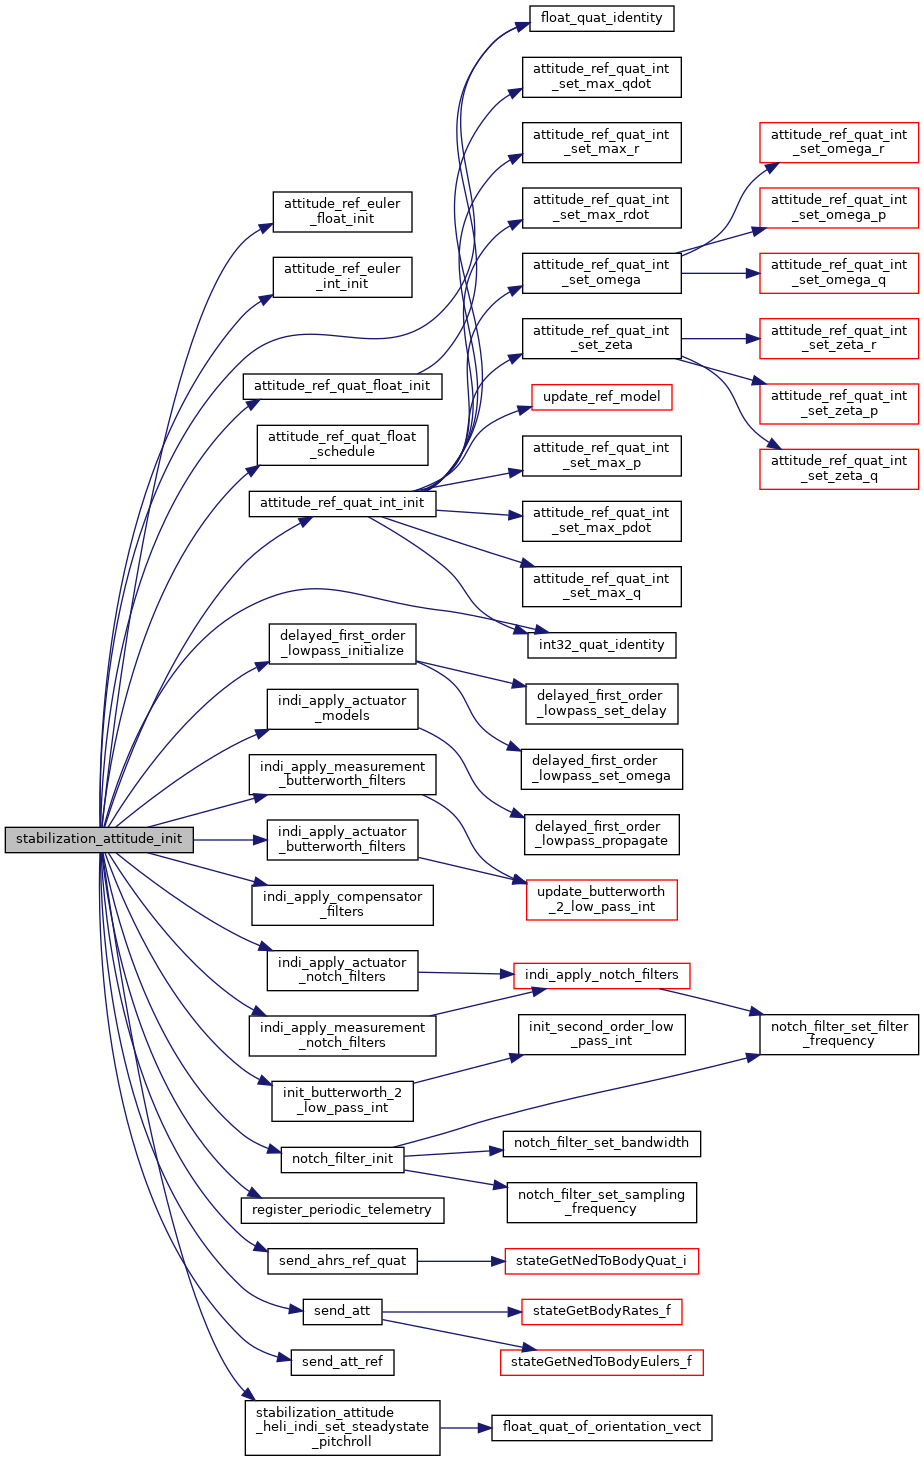 float_quat_identity
attitude_ref_quat_int
_set_max_qdot
attitude_ref_quat_int
_set_max_r
attitude_ref_quat_int
_set_omega_r
attitude_ref_euler
_float_init
attitude_ref_quat_int
_set_max_rdot
attitude_ref_quat_int
_set_omega_p
attitude_ref_euler
_int_init
attitude_ref_quat_int
_set_omega
attitude_ref_quat_int
_set_omega_q
attitude_ref_quat_int
_set_zeta
attitude_ref_quat_int
_set_zeta_r
attitude_ref_quat_float_init
update_ref_model
attitude_ref_quat_int
_set_zeta_p
attitude_ref_quat_float
_schedule
attitude_ref_quat_int
_set_max_p
attitude_ref_quat_int
_set_zeta_q
attitude_ref_quat_int_init
attitude_ref_quat_int
_set_max_pdot
attitude_ref_quat_int
_set_max_q
delayed_first_order
_lowpass_initialize
int32_quat_identity
indi_apply_actuator
_models
delayed_first_order
_lowpass_set_delay
indi_apply_measurement
_butterworth_filters
delayed_first_order
_lowpass_set_omega
stabilization_attitude_init
indi_apply_actuator
_butterworth_filters
delayed_first_order
_lowpass_propagate
indi_apply_compensator
_filters
update_butterworth
_2_low_pass_int
indi_apply_actuator
_notch_filters
indi_apply_notch_filters
indi_apply_measurement
_notch_filters
init_second_order_low
_pass_int
notch_filter_set_filter
_frequency
init_butterworth_2
_low_pass_int
notch_filter_init
notch_filter_set_bandwidth
register_periodic_telemetry
notch_filter_set_sampling
_frequency
send_ahrs_ref_quat
stateGetNedToBodyQuat_i
send_att
stateGetBodyRates_f
send_att_ref
stateGetNedToBodyEulers_f
stabilization_attitude
_heli_indi_set_steadystate
_pitchroll
float_quat_of_orientation_vect